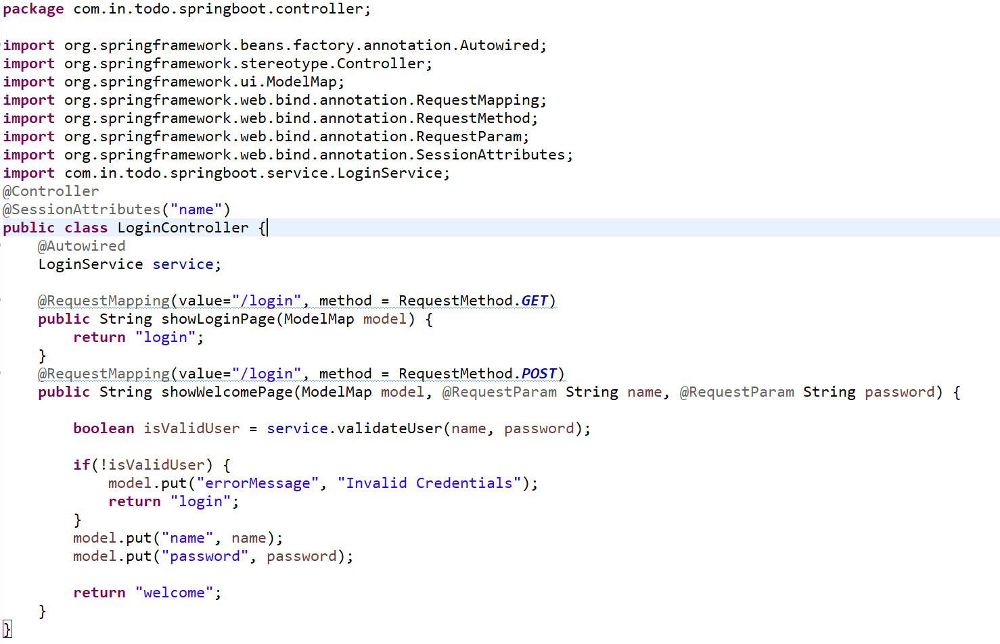 package com.in.todo.springboot.controller;
import org.springframework.beans.factory.annotation.Autowired;
import org.springframework.stereotype.Controller;
import org.springframework.ui.ModelMap;
import org.springframework.web.bind.annotation.RequestMapping;
import org.springframework.web.bind.annotation.RequestMethod;
import org.springframework.web.bind.annotation.RequestParam;
import org.springframework.web.bind.annotation.SessionAttributes;
import com.in.todo.springboot.service.LoginService;
@Controller
@SessionAttributes("name")
public class LoginController {
    @Autowired
    LoginService service;
    @RequestMapping(value="/login", method = RequestMethod.GET)
    public String showLoginPage(ModelMap model) {
        return "login";
    }
    @RequestMapping(value="/login", method = RequestMethod.POST)
    public String showWelcomePage(ModelMap model, @RequestParam String name, @RequestParam String password) {
        boolean isValidUser = service.validateUser(name, password);
        if(!isValidUser) {
            model.put("errorMessage", "Invalid Credentials");
            return "login";
        }
        model.put("name", name);
        model.put("password", password);
        return "welcome";
    }
}